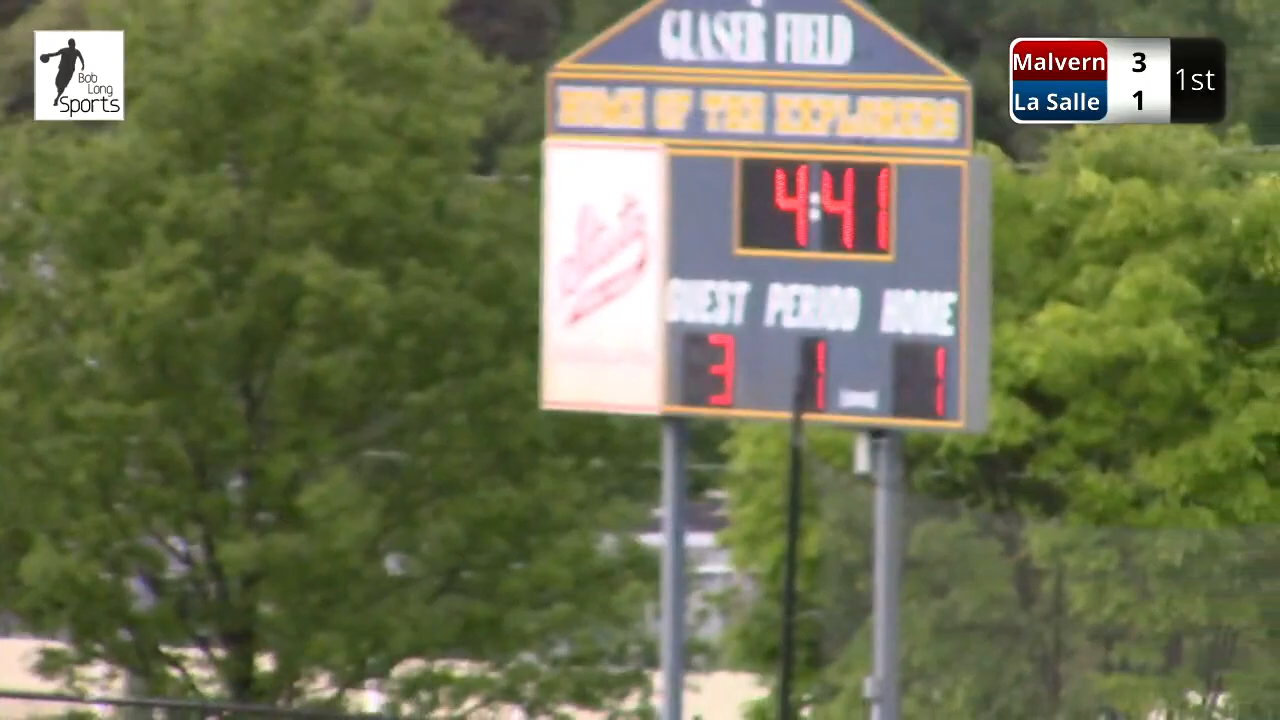 Bob
Long
Sports
GLASER FIELD
HOME OF THE EXPLORERS
4:41
GUEST PERIOD HOME
3 1 1
Malvern 3
La Salle 1
1st